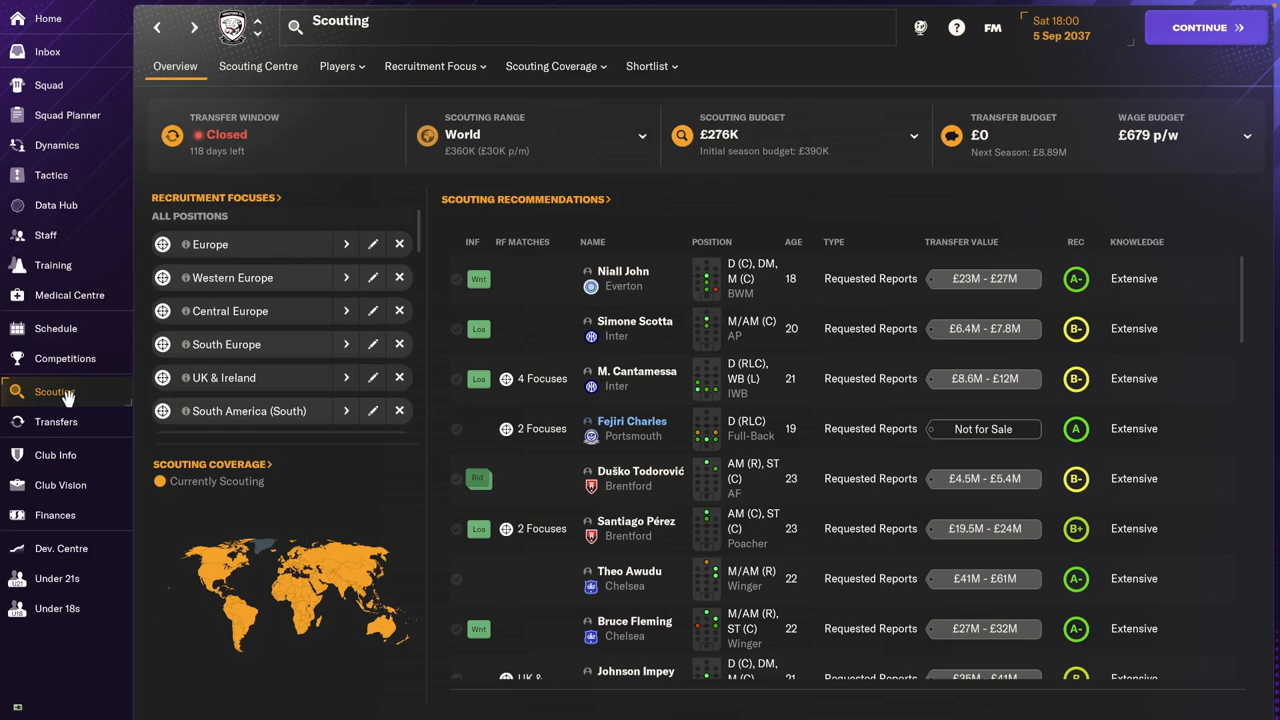 Home
Inbox
Squad
Squad Planner
Dynamics
Tactics
Data Hub
Staff
Training
Medical Centre
Schedule
Competitions
Scouting
Transfers
Club Info
Club Vision
Finances
Dev. Centre
Under 21s
Under 18s
Scouting
FM
Sat 18:00
5 Sep 2037
CONTINUE
Overview
Scouting Centre
Players
Recruitment Focus
Scouting Coverage
Shortlist
TRANSFER WINDOW
Closed
118 days left
SCOUTING RANGE
World
£360K (£30K p/m)
SCOUTING BUDGET
£276K
Initial season budget: £390K
TRANSFER BUDGET
£0
Next Season: £8.89M
WAGE BUDGET
£679 p/w
RECRUITMENT FOCUSES
ALL POSITIONS
Europe
Western Europe
Central Europe
South Europe
UK & Ireland
South America (South)
SCOUTING COVERAGE
Currently Scouting
SCOUTING RECOMMENDATIONS
INF RF MATCHES NAME POSITION AGE TYPE TRANSFER VALUE REC KNOWLEDGE
Wnt Niall John Everton D (C), DM, M (C) BWM 18 Requested Reports £23M - £27M A- Extensive
Loa Simone Scotta Inter M/AM (C) AP 20 Requested Reports £6.4M - £7.8M B- Extensive
Loa 4 Focuses M. Cantamessa Inter D (RLC), WB (L) IWB 21 Requested Reports £8.6M - £12M B- Extensive
2 Focuses Fejiri Charles Portsmouth D (RLC) Full-Back 19 Requested Reports Not for Sale A Extensive
Bid Duško Todorović Brentford AM (R), ST (C) AF 23 Requested Reports £4.5M - £5.4M B- Extensive
Loa 2 Focuses Santiago Pérez Brentford AM (C), ST (C) Poacher 23 Requested Reports £19.5M - £24M B+ Extensive
Theo Awudu Chelsea M/AM (R) Winger 22 Requested Reports £41M - £61M A- Extensive
Wnt Bruce Fleming Chelsea M/AM (R), ST (C) Winger 22 Requested Reports £27M - £32M A- Extensive
UK & Johnson Impey D (C), DM,